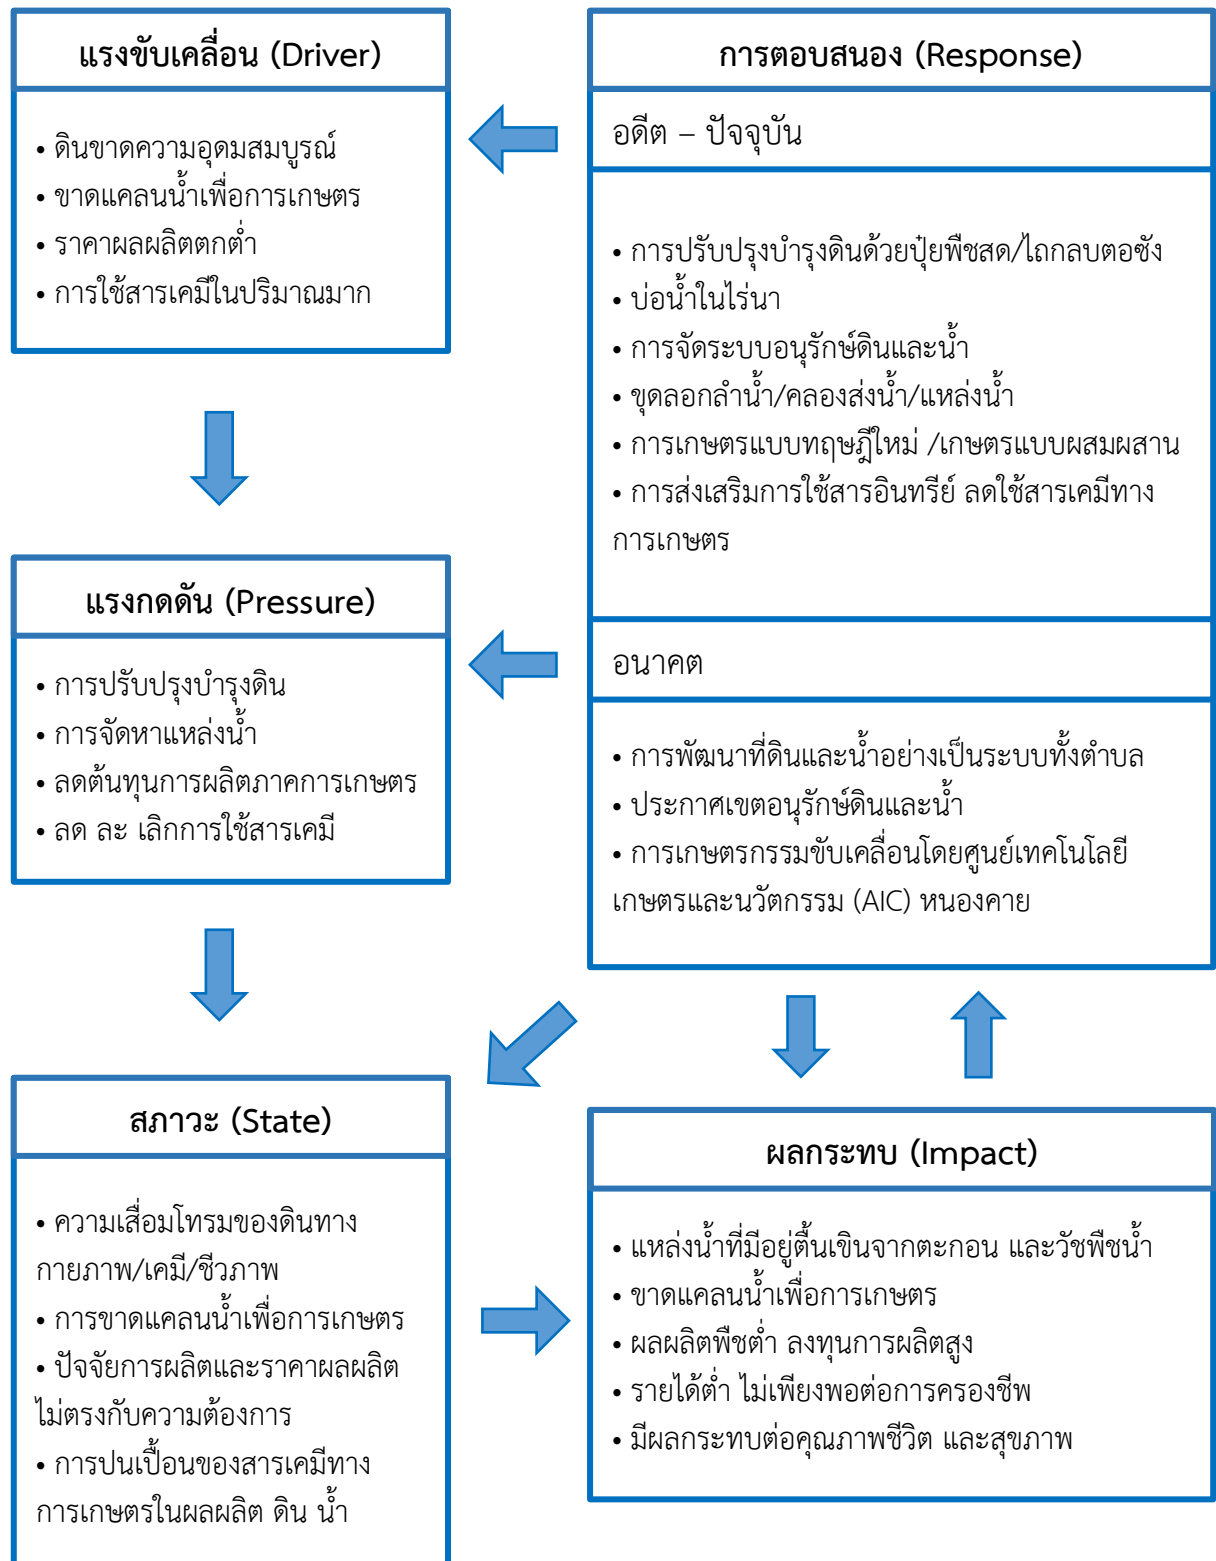 แรงขับเคลื่อน (Driver)
• ดินขาดความอุดมสมบูรณ์
• ขาดแคลนน้ำเพื่อการเกษตร
• ราคาผลผลิตตกต่ำ
• การใช้สารเคมีในปริมาณมาก
แรงกดดัน (Pressure)
• การปรับปรุงบำรุงดิน
• การจัดหาแหล่งน้ำ
• ลดต้นทุนการผลิตภาคการเกษตร
• ลด ละ เลิกการใช้สารเคมี
สภาวะ (State)
• ความเสื่อมโทรมของดินทาง
กายภาพ/เคมี/ชีวภาพ
• การขาดแคลนน้ำเพื่อการเกษตร
• ปัจจัยการผลิตและราคาผลผลิต
ไม่ตรงกับความต้องการ
• การปนเปื้อนของสารเคมีทาง
การเกษตรในผลผลิต ดิน น้ำ
การตอบสนอง (Response)
อดีต – ปัจจุบัน
• การปรับปรุงบำรุงดินด้วยปุ๋ยพืชสด/ไถกลบตอซัง
• บ่อน้ำในไร่นา
• การจัดระบบอนุรักษ์ดินและน้ำ
• ขุดลอกลำน้ำ/คลองส่งน้ำ/แหล่งน้ำ
• การเกษตรแบบทฤษฎีใหม่ /เกษตรแบบผสมผสาน
• การส่งเสริมการใช้สารอินทรีย์ ลดใช้สารเคมีทาง
การเกษตร
อนาคต
• การพัฒนาที่ดินและน้ำอย่างเป็นระบบทั้งตำบล
• ประกาศเขตอนุรักษ์ดินและน้ำ
• การเกษตรกรรมขับเคลื่อนโดยศูนย์เทคโนโลยี
เกษตรและนวัตกรรม (AIC) หนองคาย
ผลกระทบ (Impact)
• แหล่งน้ำที่มีอยู่ตื้นเขินจากตะกอน และวัชพืชน้ำ
• ขาดแคลนน้ำเพื่อการเกษตร
• ผลผลิตพืชต่ำ ลงทุนการผลิตสูง
• รายได้ต่ำ ไม่เพียงพอต่อการครองชีพ
• มีผลกระทบต่อคุณภาพชีวิต และสุขภาพ